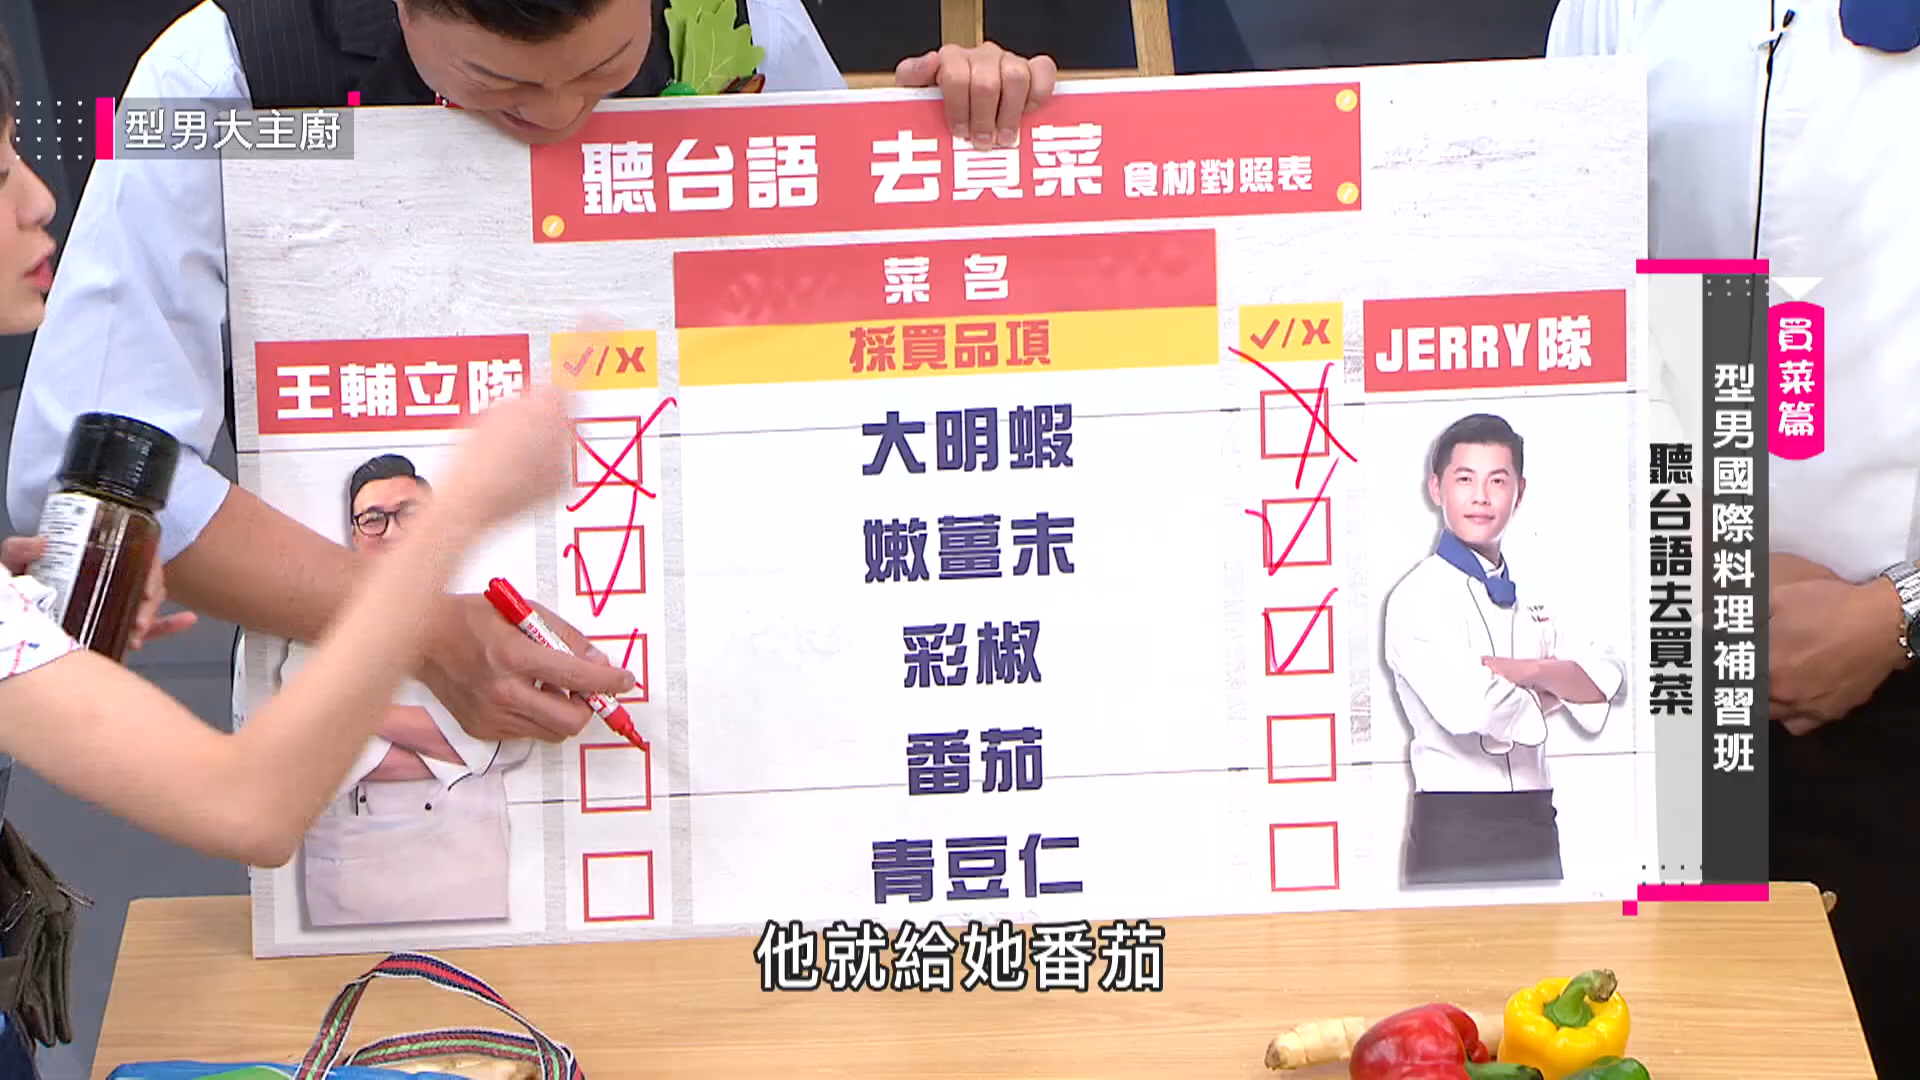 型男大主廚
聽台語 去買菜 食材對照表
菜名
採買品項
王輔立隊
✓/X
✓/X
JERRY隊
大明蝦
嫩薑末
彩椒
番茄
青豆仁
買菜篇
型男國際料理補習班
聽台語去買菜
他就給她番茄